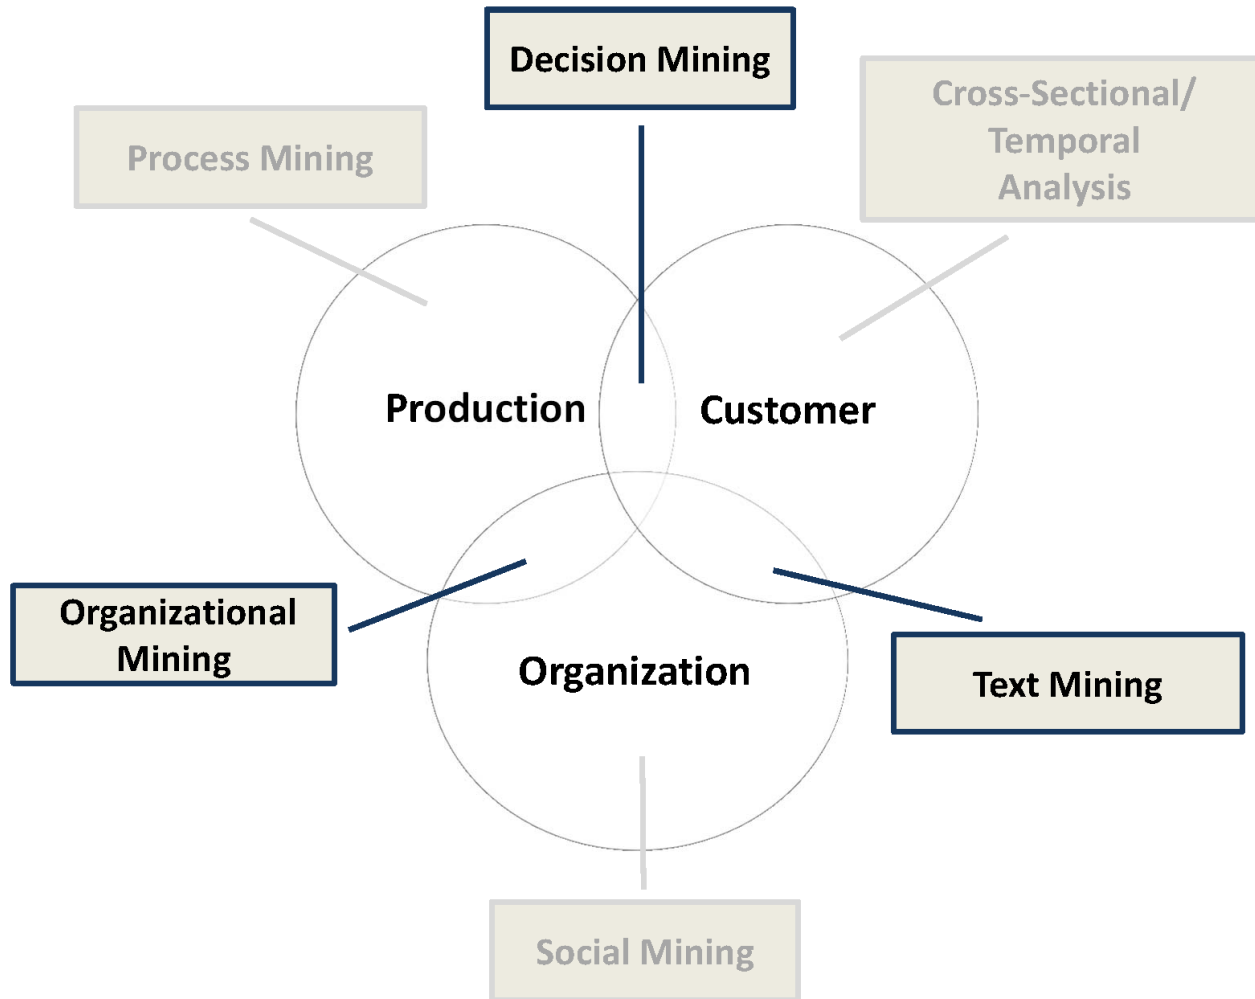 Decision Mining
Cross-Sectional/
Temporal
Analysis
Process Mining
Production
Customer
Organizational
Mining
Organization
Text Mining
Social Mining